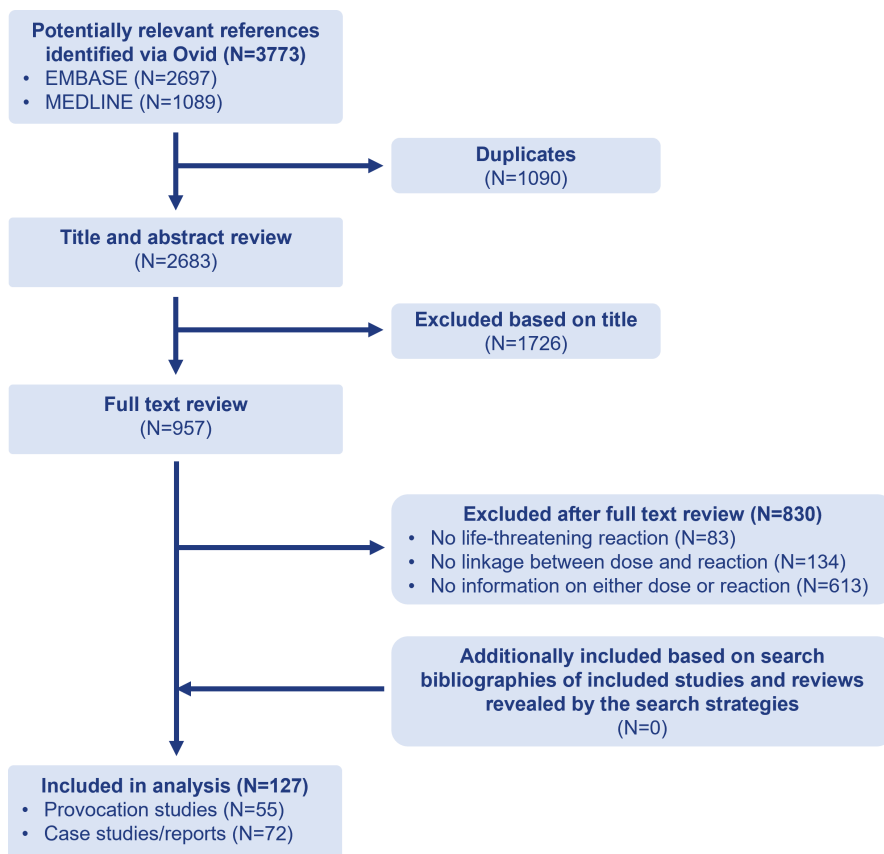 Potentially relevant references
identified via Ovid (N=3773)
• EMBASE (N=2697)
• MEDLINE (N=1089)
Duplicates
(N=1090)
Title and abstract review
(N=2683)
Excluded based on title
(N=1726)
Full text review
(N=957)
Excluded after full text review (N=830)
• No life-threatening reaction (N=83)
• No linkage between dose and reaction (N=134)
• No information on either dose or reaction (N=613)
Additionally included based on search
bibliographies of included studies and reviews
revealed by the search strategies
(N=0)
Included in analysis (N=127)
• Provocation studies (N=55)
• Case studies/reports (N=72)